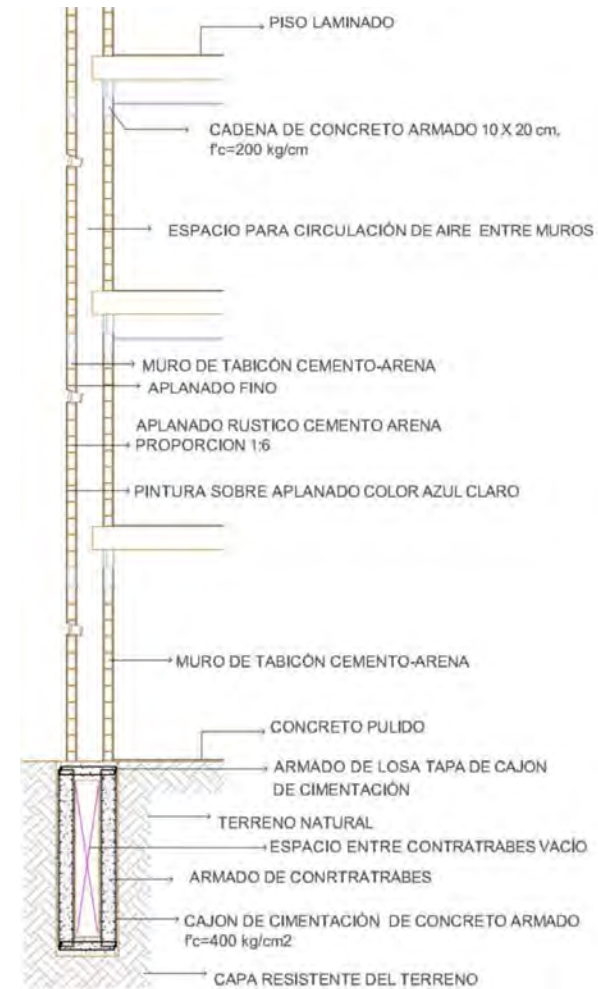 PISO LAMINADO
CADENA DE CONCRETO ARMADO 10 X 20 cm,
f'c=200 kg/cm
ESPACIO PARA CIRCULACIÓN DE AIRE ENTRE MUROS
MURO DE TABICÓN CEMENTO-ARENA
APLANADO FINO
APLANADO RUSTICO CEMENTO ARENA
PROPORCION 1:6
PINTURA SOBRE APLANADO COLOR AZUL CLARO
MURO DE TABICÓN CEMENTO-ARENA
CONCRETO PULIDO
ARMADO DE LOSA TAPA DE CAJON
DE CIMENTACIÓN
TERRENO NATURAL
ESPACIO ENTRE CONTRATRABES VACÍO
ARMADO DE CONRTRATRABES
CAJON DE CIMENTACIÓN DE CONCRETO ARMADO
f'c=400 kg/cm2
CAPA RESISTENTE DEL TERRENO